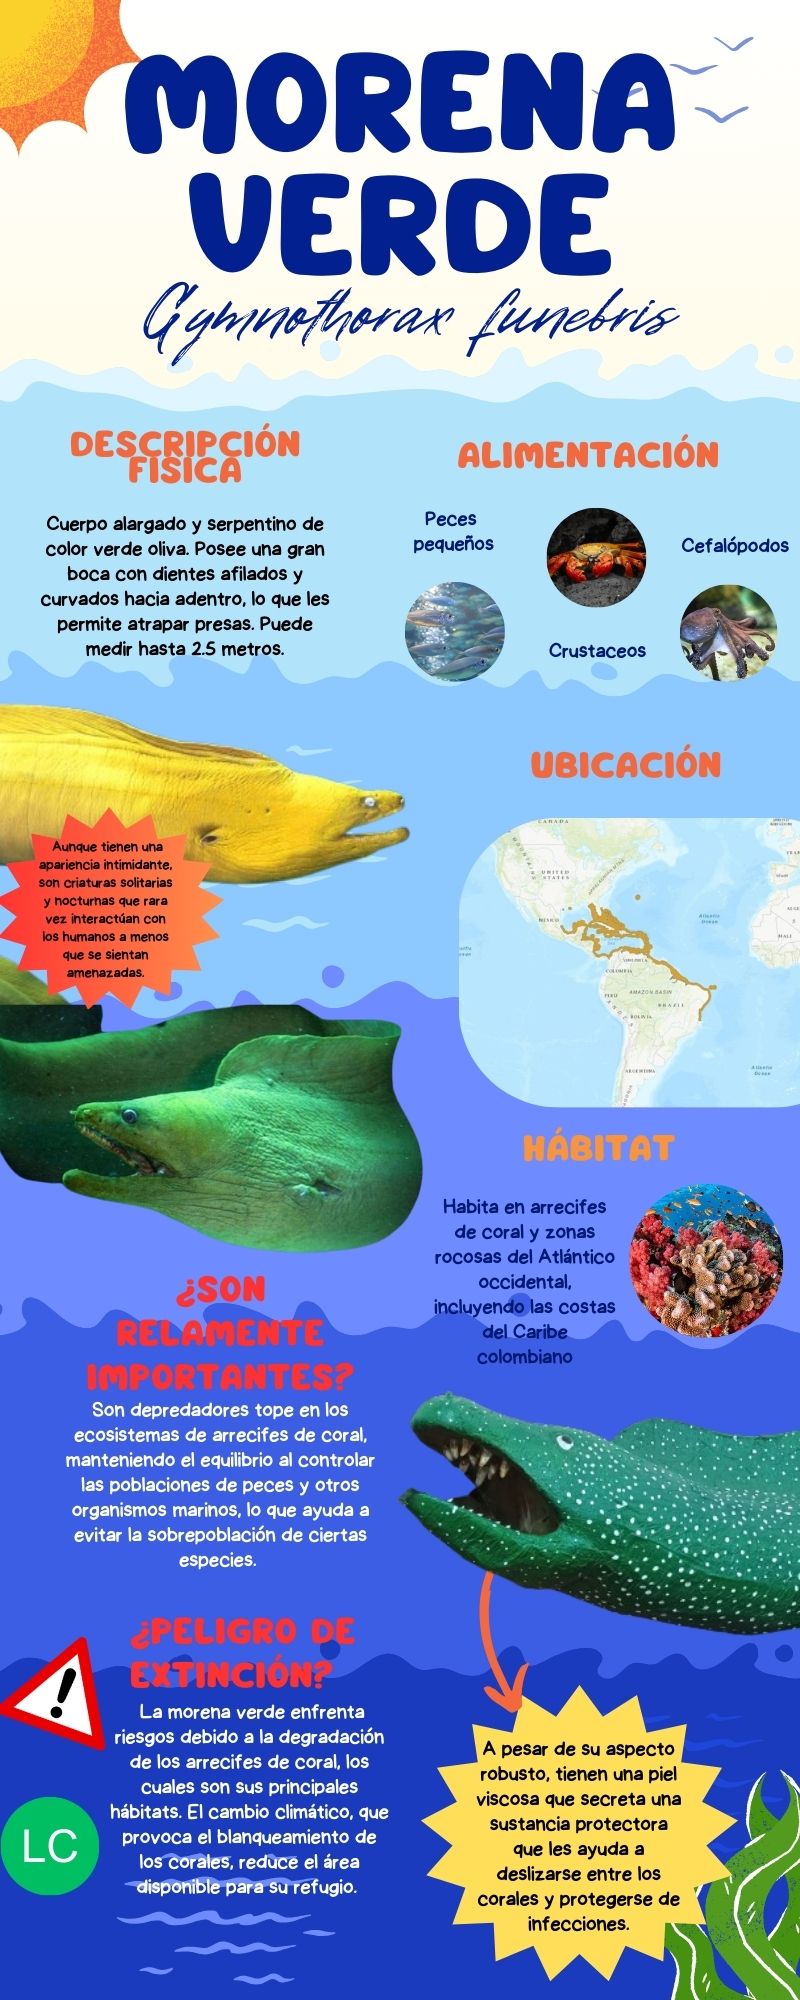 MORENA
VERDE
Gymnothorax funebris
DESCRIPCIÓN
FÍSICA
Cuerpo alargado y serpentino de
color verde oliva. Posee una gran
boca con dientes afilados y
curvados hacia adentro, lo que les
permite atrapar presas. Puede
medir hasta 2.5 metros.
ALIMENTACIÓN
Peces
pequeños
Cefalópodos
Crustaceos
UBICACIÓN
Aunque tienen una
apariencia intimidante,
son criaturas solitarias
y nocturnas que rara
vez interactúan con
los humanos a menos
que se sientan
amenazadas.
CANADA
UNITED
STATES
MEXICO
Atlantic
Ocean
COLOMBIA
PERU
AMAZON BASIN
BRAZIL
BOLIVIA
ARGENTINA
Atlantic
Ocean
MALI
HÁBITAT
Habita en arrecifes
de coral y zonas
rocosas del Atlántico
occidental,
incluyendo las costas
del Caribe
colombiano
¿SON
RELAMENTE
IMPORTANTES?
Son depredadores tope en los
ecosistemas de arrecifes de coral,
manteniendo el equilibrio al controlar
las poblaciones de peces y otros
organismos marinos, lo que ayuda a
evitar la sobrepoblación de ciertas
especies.
¿PELIGRO DE
EXTINCIÓN?
La morena verde enfrenta
riesgos debido a la degradación
de los arrecifes de coral, los
cuales son sus principales
hábitats. El cambio climático, que
provoca el blanqueamiento de
los corales, reduce el área
disponible para su refugio.
!
LC
A pesar de su aspecto
robusto, tienen una piel
viscosa que secreta una
sustancia protectora
que les ayuda a
deslizarse entre los
corales y protegerse de
infecciones.